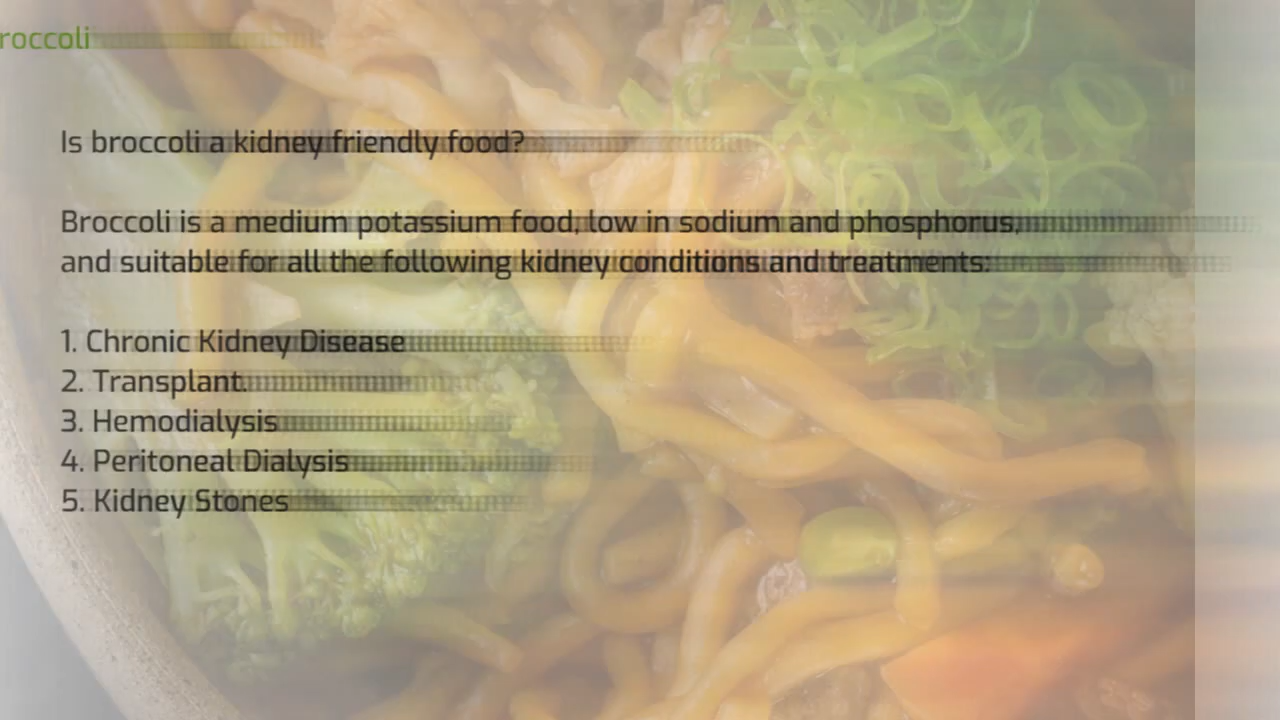 roccoli
Is broccoli a kidney friendly food?
Broccoli is a medium potassium food, low in sodium and phosphorus,
and suitable for all the following kidney conditions and treatments:
1. Chronic Kidney Disease
2. Transplant.
3. Hemodialysis
4. Peritoneal Dialysis
5. Kidney Stones